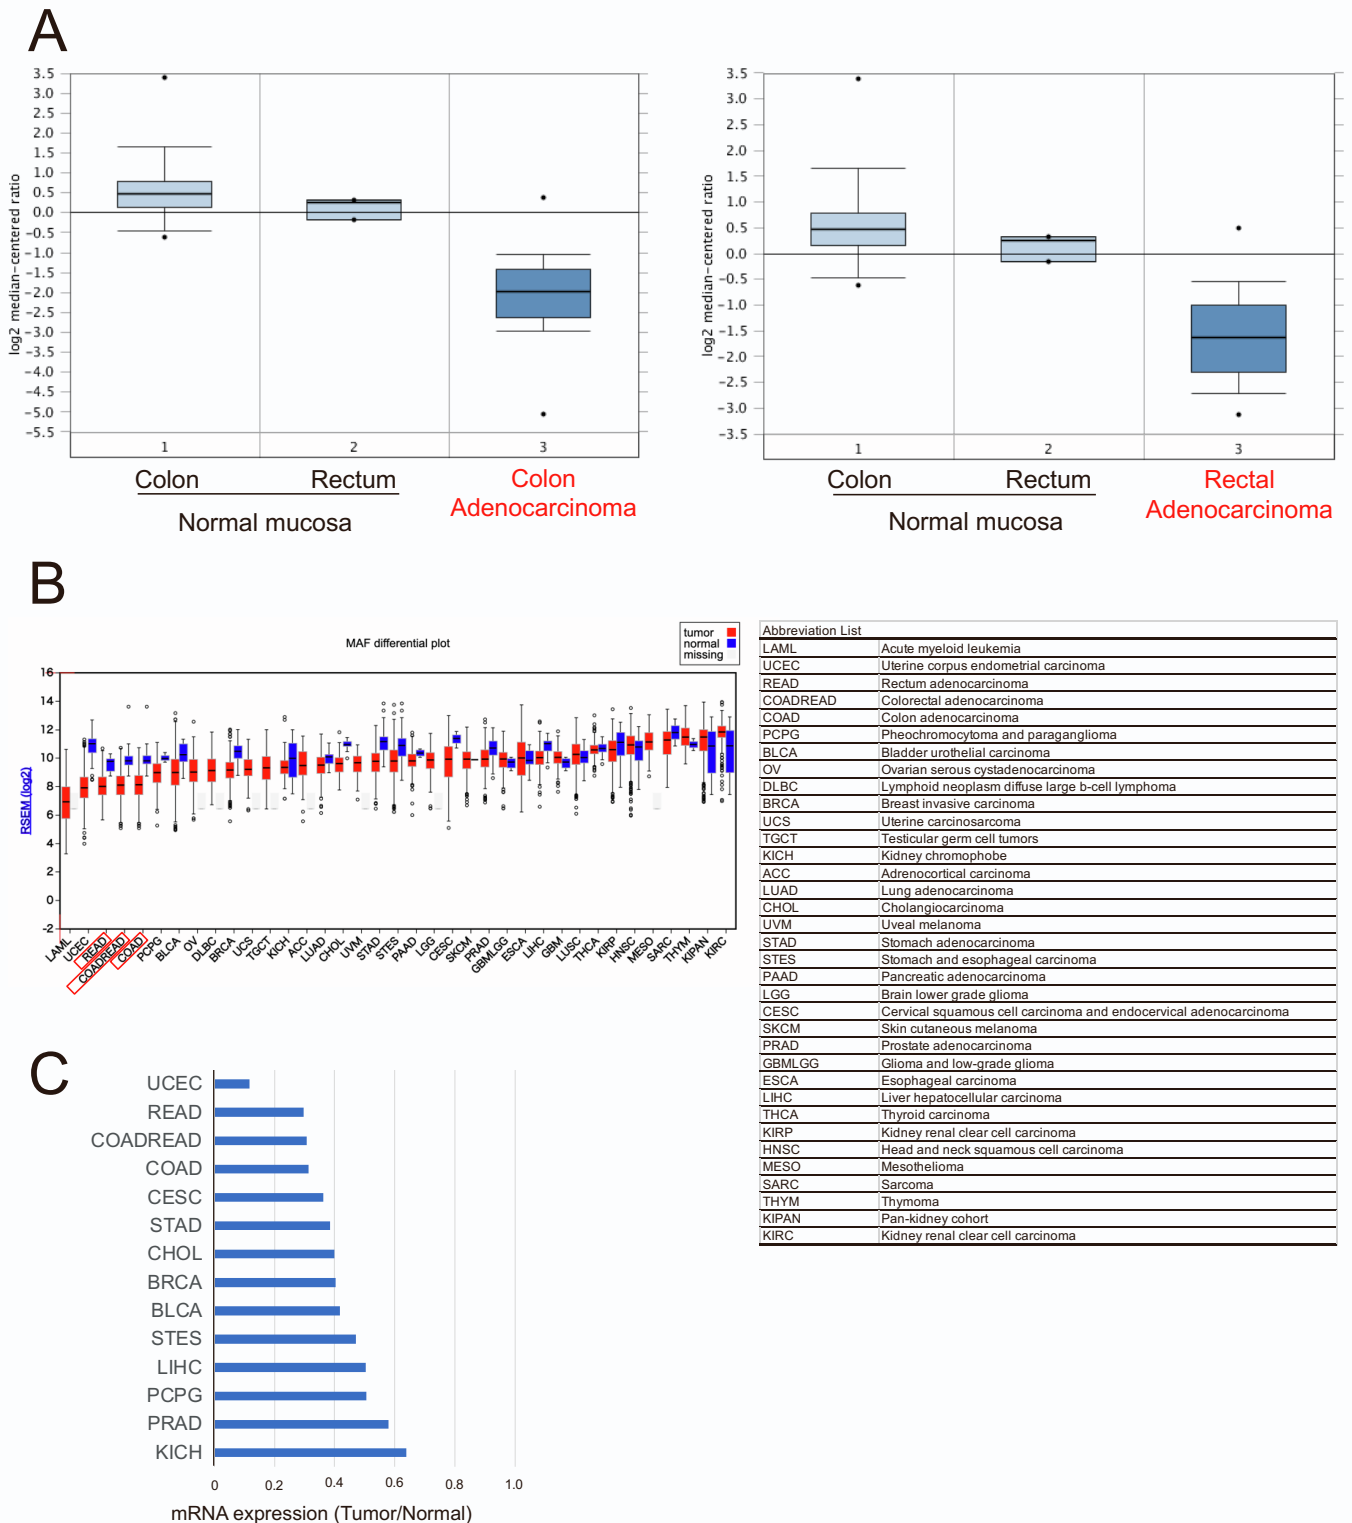 A
log2 median-centered ratio
3.5
3.0
2.5
2.0
1.5
1.0
0.5
0.0
-0.5
-1.0
-1.5
-2.0
-2.5
-3.0
-3.5
-4.0
-4.5
-5.0
-5.5
1 2 3
Colon Rectum Colon
Adenocarcinoma
Normal mucosa
log2 median-centered ratio
3.5
3.0
2.5
2.0
1.5
1.0
0.5
0.0
-0.5
-1.0
-1.5
-2.0
-2.5
-3.0
-3.5
1 2 3
Colon Rectum Rectal
Adenocarcinoma
Normal mucosa
B
MAF differential plot
tumor
normal
missing
RSEM (log2)
16
14
12
10
8
6
4
2
0
-2
LAML UCEC READ COADREAD COAD PCPG BLCA OV DLBC BRCA UCS TGCT KICH ACC LUAD CHOL UVM STAD STES PAAD LGG CESC SKCM PRAD GBMLGG ESCA LIHC GBM LUSC THCA KIRP HNSC MESO SARC THYM KIPAN KIRC
Abbreviation List
LAML Acute myeloid leukemia
UCEC Uterine corpus endometrial carcinoma
READ Rectum adenocarcinoma
COADREAD Colorectal adenocarcinoma
COAD Colon adenocarcinoma
PCPG Pheochromocytoma and paraganglioma
BLCA Bladder urothelial carcinoma
OV Ovarian serous cystadenocarcinoma
DLBC Lymphoid neoplasm diffuse large b-cell lymphoma
BRCA Breast invasive carcinoma
UCS Uterine carcinosarcoma
TGCT Testicular germ cell tumors
KICH Kidney chromophobe
ACC Adrenocortical carcinoma
LUAD Lung adenocarcinoma
CHOL Cholangiocarcinoma
UVM Uveal melanoma
STAD Stomach adenocarcinoma
STES Stomach and esophageal carcinoma
PAAD Pancreatic adenocarcinoma
LGG Brain lower grade glioma
CESC Cervical squamous cell carcinoma and endocervical adenocarcinoma
SKCM Skin cutaneous melanoma
PRAD Prostate adenocarcinoma
GBMLGG Glioma and low-grade glioma
ESCA Esophageal carcinoma
LIHC Liver hepatocellular carcinoma
THCA Thyroid carcinoma
KIRP Kidney renal clear cell carcinoma
HNSC Head and neck squamous cell carcinoma
MESO Mesothelioma
SARC Sarcoma
THYM Thymoma
KIPAN Pan-kidney cohort
KIRC Kidney renal clear cell carcinoma
C
UCEC
READ
COADREAD
COAD
CESC
STAD
CHOL
BRCA
BLCA
STES
LIHC
PCPG
PRAD
KICH
0 0.2 0.4 0.6 0.8 1.0
mRNA expression (Tumor/Normal)